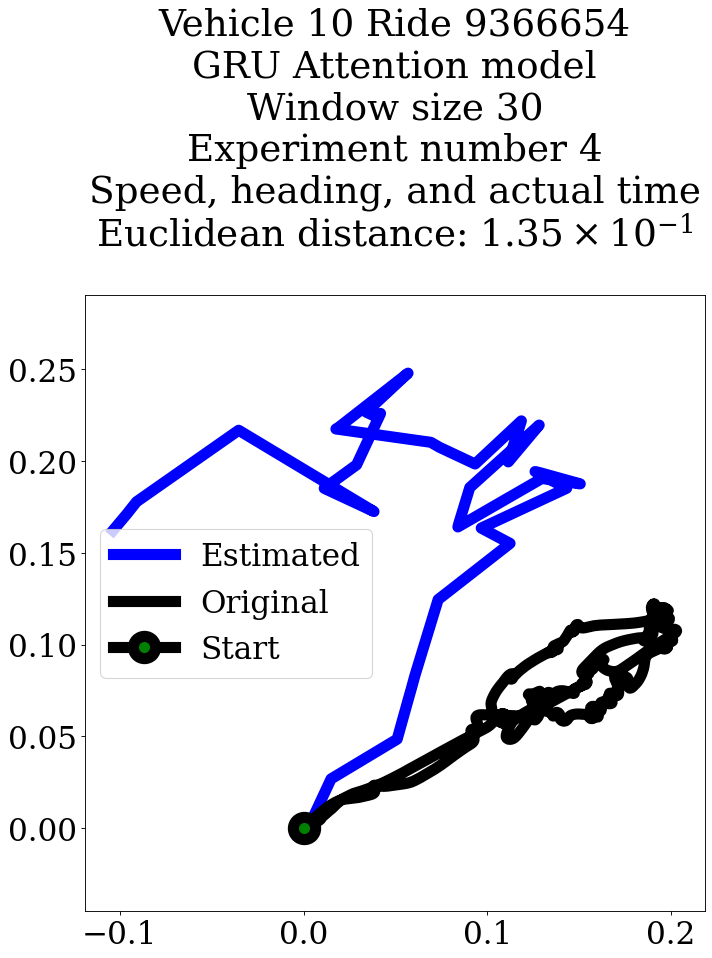 Vehicle 10 Ride 9366654
GRU Attention model
Window size 30
Experiment number 4
Speed, heading, and actual time
Euclidean distance: 1.35 × 10⁻¹
0.25
0.20
0.15
0.10
0.05
0.00
Estimated
Original
Start
−0.1
0.0
0.1
0.2